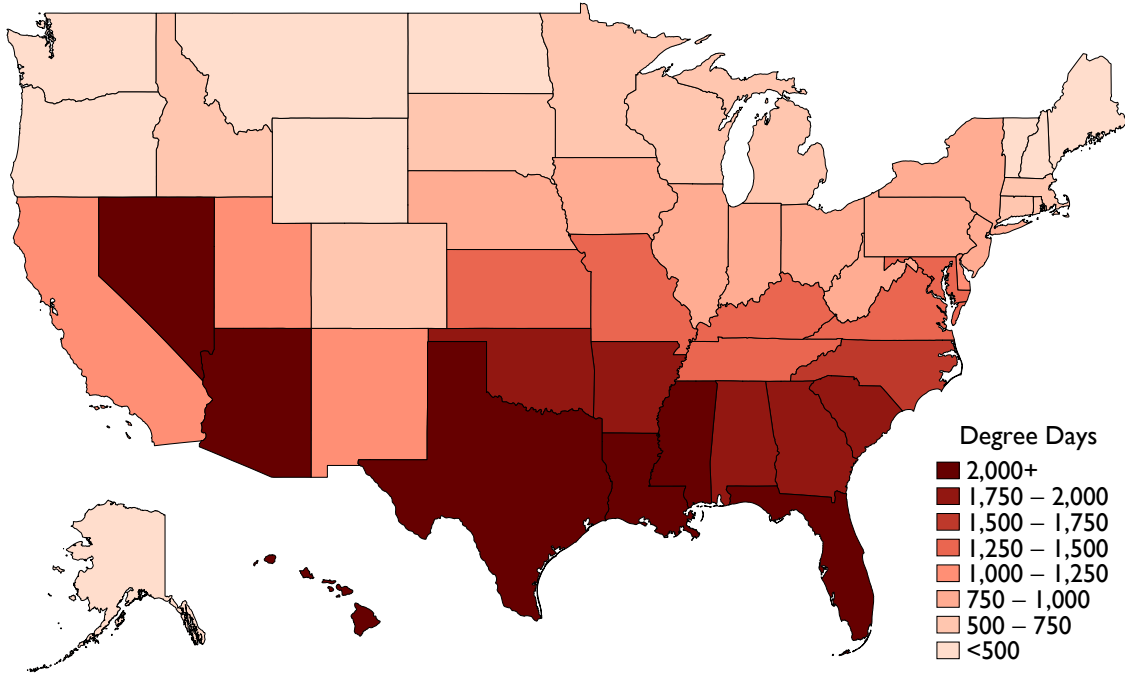 Degree Days
2,000+
1,750 – 2,000
1,500 – 1,750
1,250 – 1,500
1,000 – 1,250
750 – 1,000
500 – 750
<500